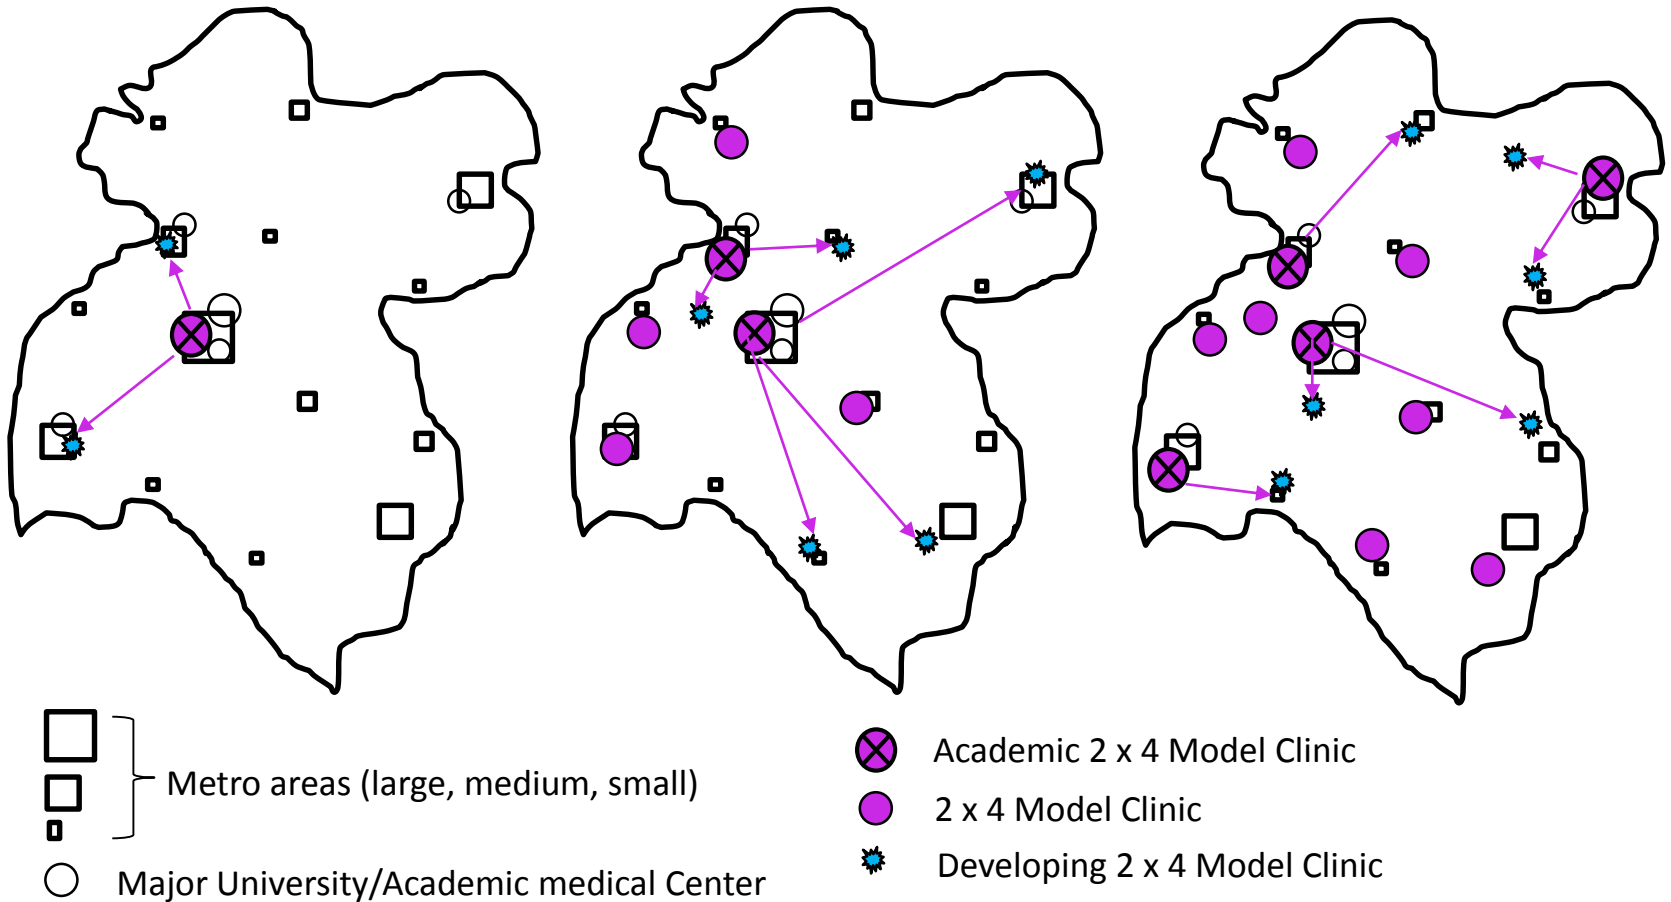 Metro areas (large, medium, small)
Major University/Academic medical Center
Academic 2 x 4 Model Clinic
2 x 4 Model Clinic
Developing 2 x 4 Model Clinic